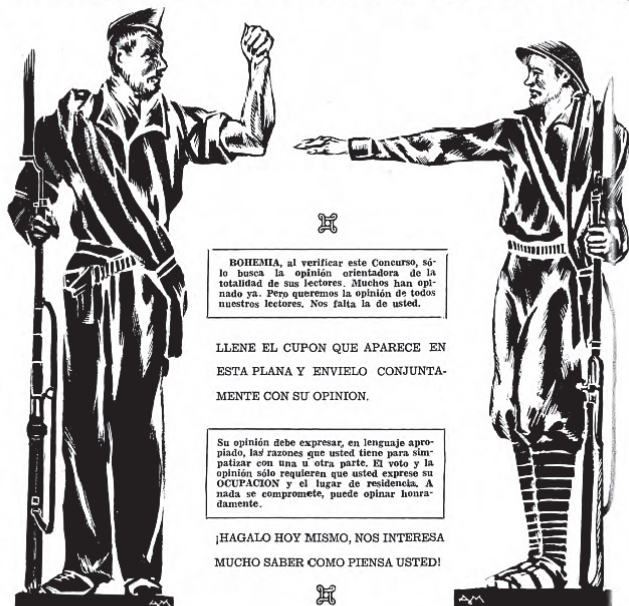 BOHEMIA, al verificar este Concurso, só-
lo busca la opinión orientadora de la
totalidad de sus lectores. Muchos han opi-
nado ya. Pero queremos la opinión de todos
nuestros lectores. Nos falta la de usted.
LLENE EL CUPON QUE APARECE EN
ESTA PLANA Y ENVIELO CONJUNTA-
MENTE CON SU OPINION.
Su opinión debe expresar, en lenguaje apro-
piado, las razones que usted tiene para sim-
patizar con una u otra parte. El voto y la
opinión sólo requieren que usted exprese su
OCUPACION y el lugar de residencia. A
nada se compromete, puede opinar honra-
damente.
¡HAGALO HOY MISMO, NOS INTERESA
MUCHO SABER COMO PIENSA USTED!
AM
AM